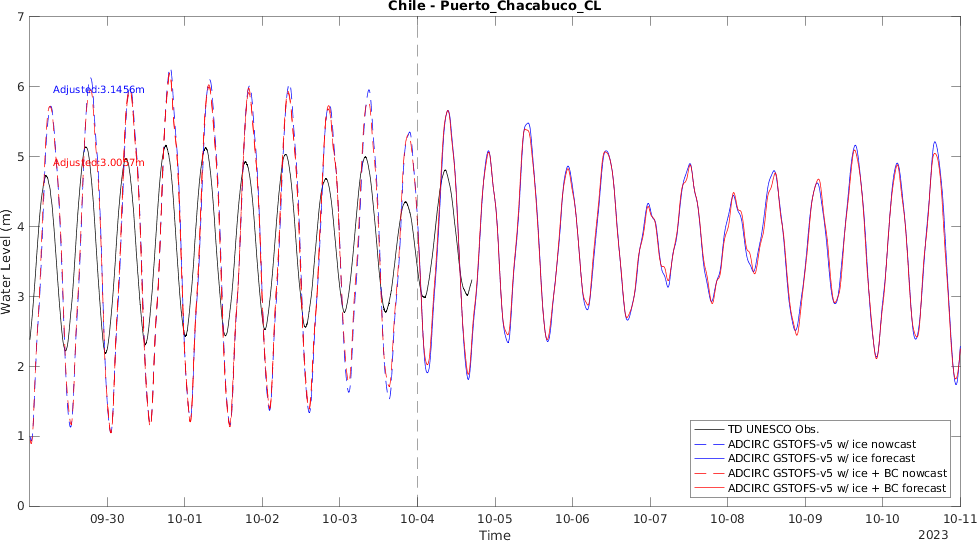 Chile - Puerto_Chacabuco_CL
7
6
5
4
3
2
1
0
Water Level (m)
Adjusted:3.1456m
Adjusted:3.0057m
09-30
10-01
10-02
10-03
10-04
10-05
10-06
10-07
10-08
10-09
10-10
10-11
Time
2023
TD UNESCO Obs.
ADCIRC GSTOFS-v5 w/ ice nowcast
ADCIRC GSTOFS-v5 w/ ice forecast
ADCIRC GSTOFS-v5 w/ ice + BC nowcast
ADCIRC GSTOFS-v5 w/ ice + BC forecast